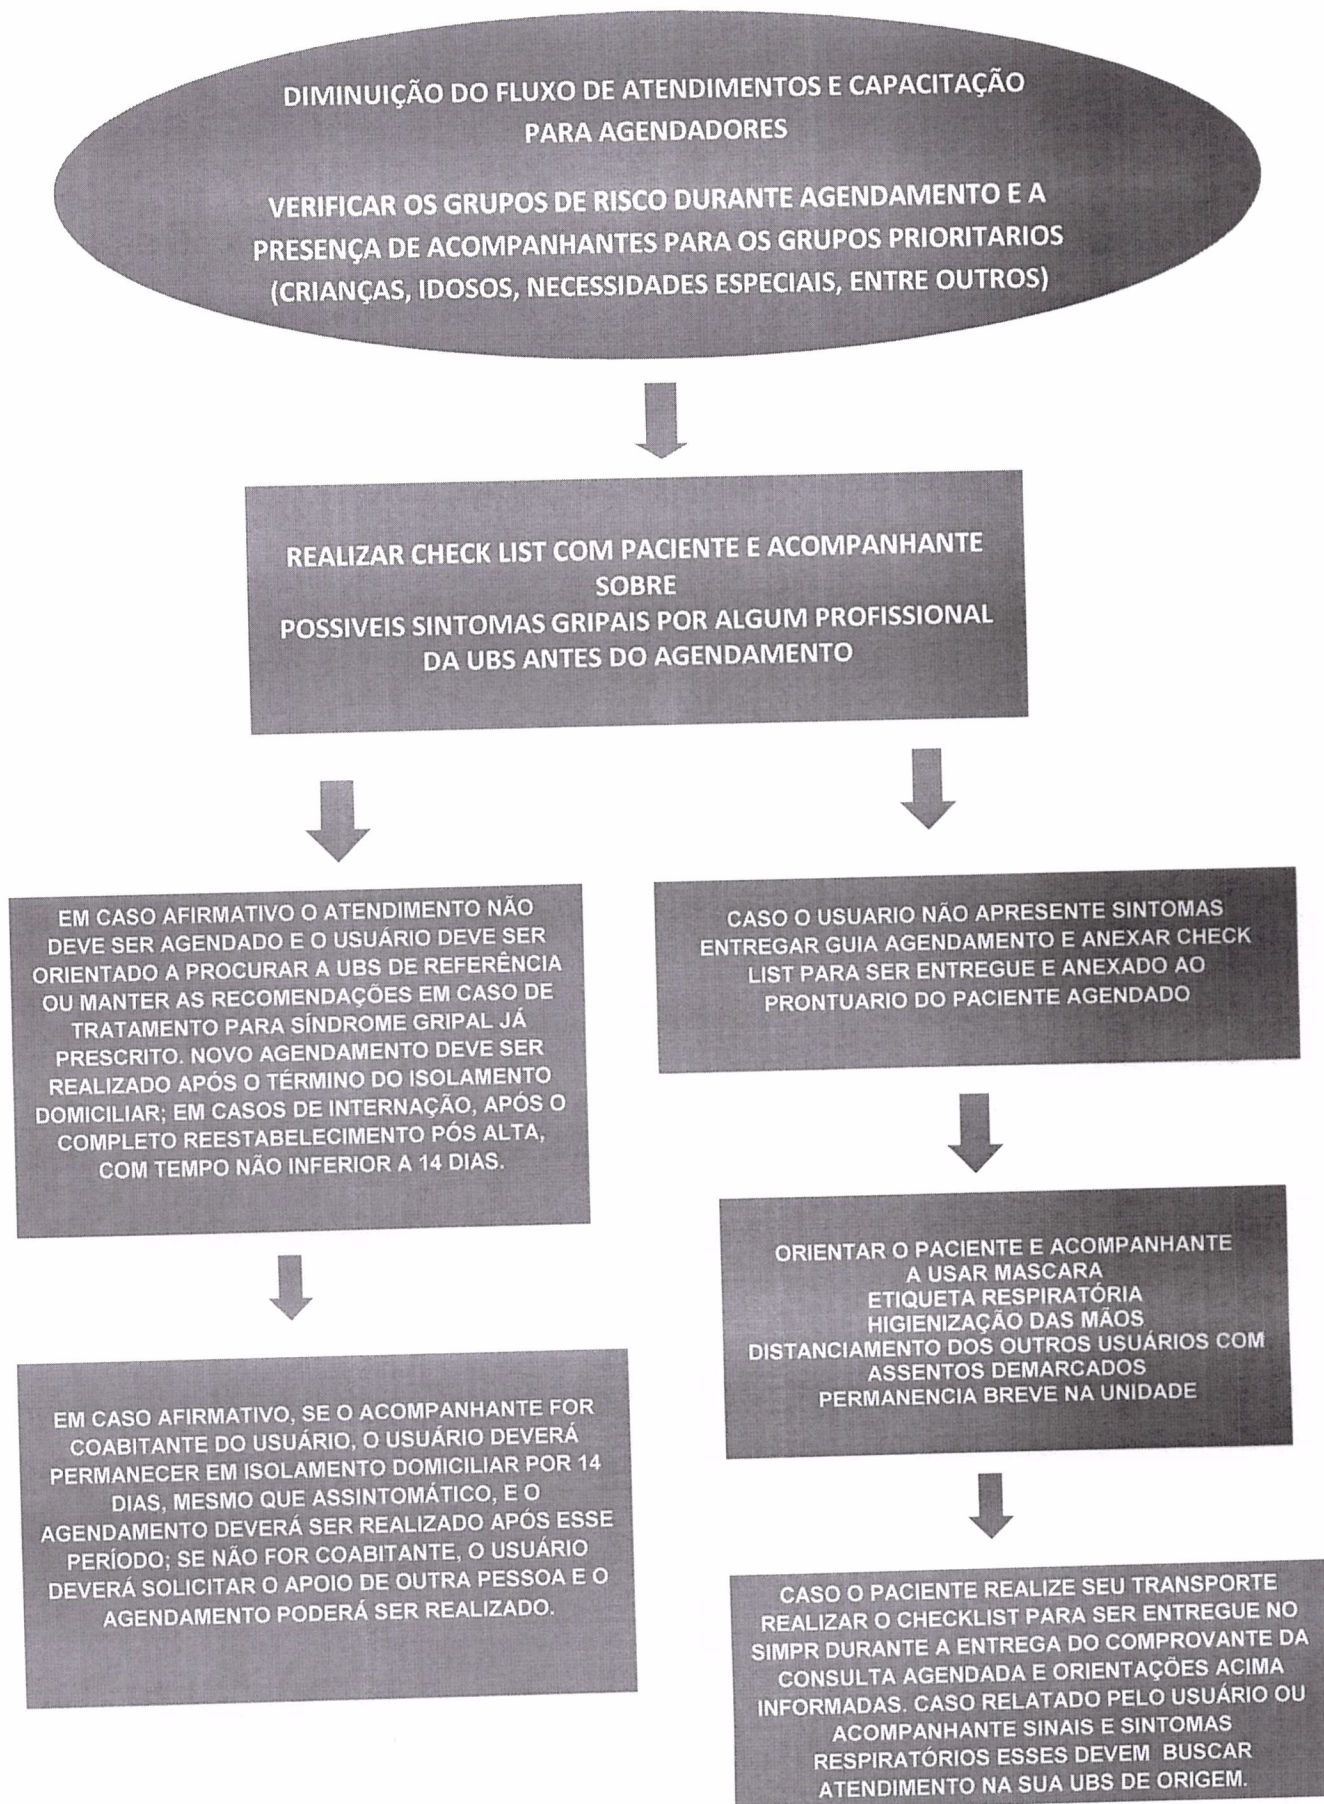 DIMINUIÇÃO DO FLUXO DE ATENDIMENTOS E CAPACITAÇÃO
PARA AGENDADORES
VERIFICAR OS GRUPOS DE RISCO DURANTE AGENDAMENTO E A
PRESENÇA DE ACOMPANHANTES PARA OS GRUPOS PRIORITARIOS
(CRIANÇAS, IDOSOS, NECESSIDADES ESPECIAIS, ENTRE OUTROS)
REALIZAR CHECK LIST COM PACIENTE E ACOMPANHANTE
SOBRE
POSSIVEIS SINTOMAS GRIPAIS POR ALGUM PROFISSIONAL
DA UBS ANTES DO AGENDAMENTO
EM CASO AFIRMATIVO O ATENDIMENTO NÃO
DEVE SER AGENDADO E O USUÁRIO DEVE SER
ORIENTADO A PROCURAR A UBS DE REFERÊNCIA
OU MANTER AS RECOMENDAÇÕES EM CASO DE
TRATAMENTO PARA SÍNDROME GRIPAL JÁ
PRESCRITO. NOVO AGENDAMENTO DEVE SER
REALIZADO APÓS O TÉRMINO DO ISOLAMENTO
DOMICILIAR; EM CASOS DE INTERNAÇÃO, APÓS O
COMPLETO REESTABELECIMENTO PÓS ALTA,
COM TEMPO NÃO INFERIOR A 14 DIAS.
EM CASO AFIRMATIVO, SE O ACOMPANHANTE FOR
COABITANTE DO USUÁRIO, O USUÁRIO DEVERÁ
PERMANECER EM ISOLAMENTO DOMICILIAR POR 14
DIAS, MESMO QUE ASSINTOMÁTICO, E O
AGENDAMENTO DEVERÁ SER REALIZADO APÓS ESSE
PERÍODO; SE NÃO FOR COABITANTE, O USUÁRIO
DEVERÁ SOLICITAR O APOIO DE OUTRA PESSOA E O
AGENDAMENTO PODERÁ SER REALIZADO.
CASO O USUARIO NÃO APRESENTE SINTOMAS
ENTREGAR GUIA AGENDAMENTO E ANEXAR CHECK
LIST PARA SER ENTREGUE E ANEXADO AO
PRONTUARIO DO PACIENTE AGENDADO
ORIENTAR O PACIENTE E ACOMPANHANTE
A USAR MASCARA
ETIQUETA RESPIRATÓRIA
HIGIENIZAÇÃO DAS MÃOS
DISTANCIAMENTO DOS OUTROS USUÁRIOS COM
ASSENTOS DEMARCADOS
PERMANENCIA BREVE NA UNIDADE
CASO O PACIENTE REALIZE SEU TRANSPORTE
REALIZAR O CHECKLIST PARA SER ENTREGUE NO
SIMPR DURANTE A ENTREGA DO COMPROVANTE DA
CONSULTA AGENDADA E ORIENTAÇÕES ACIMA
INFORMADAS. CASO RELATADO PELO USUÁRIO OU
ACOMPANHANTE SINAIS E SINTOMAS
RESPIRATÓRIOS ESSES DEVEM BUSCAR
ATENDIMENTO NA SUA UBS DE ORIGEM.